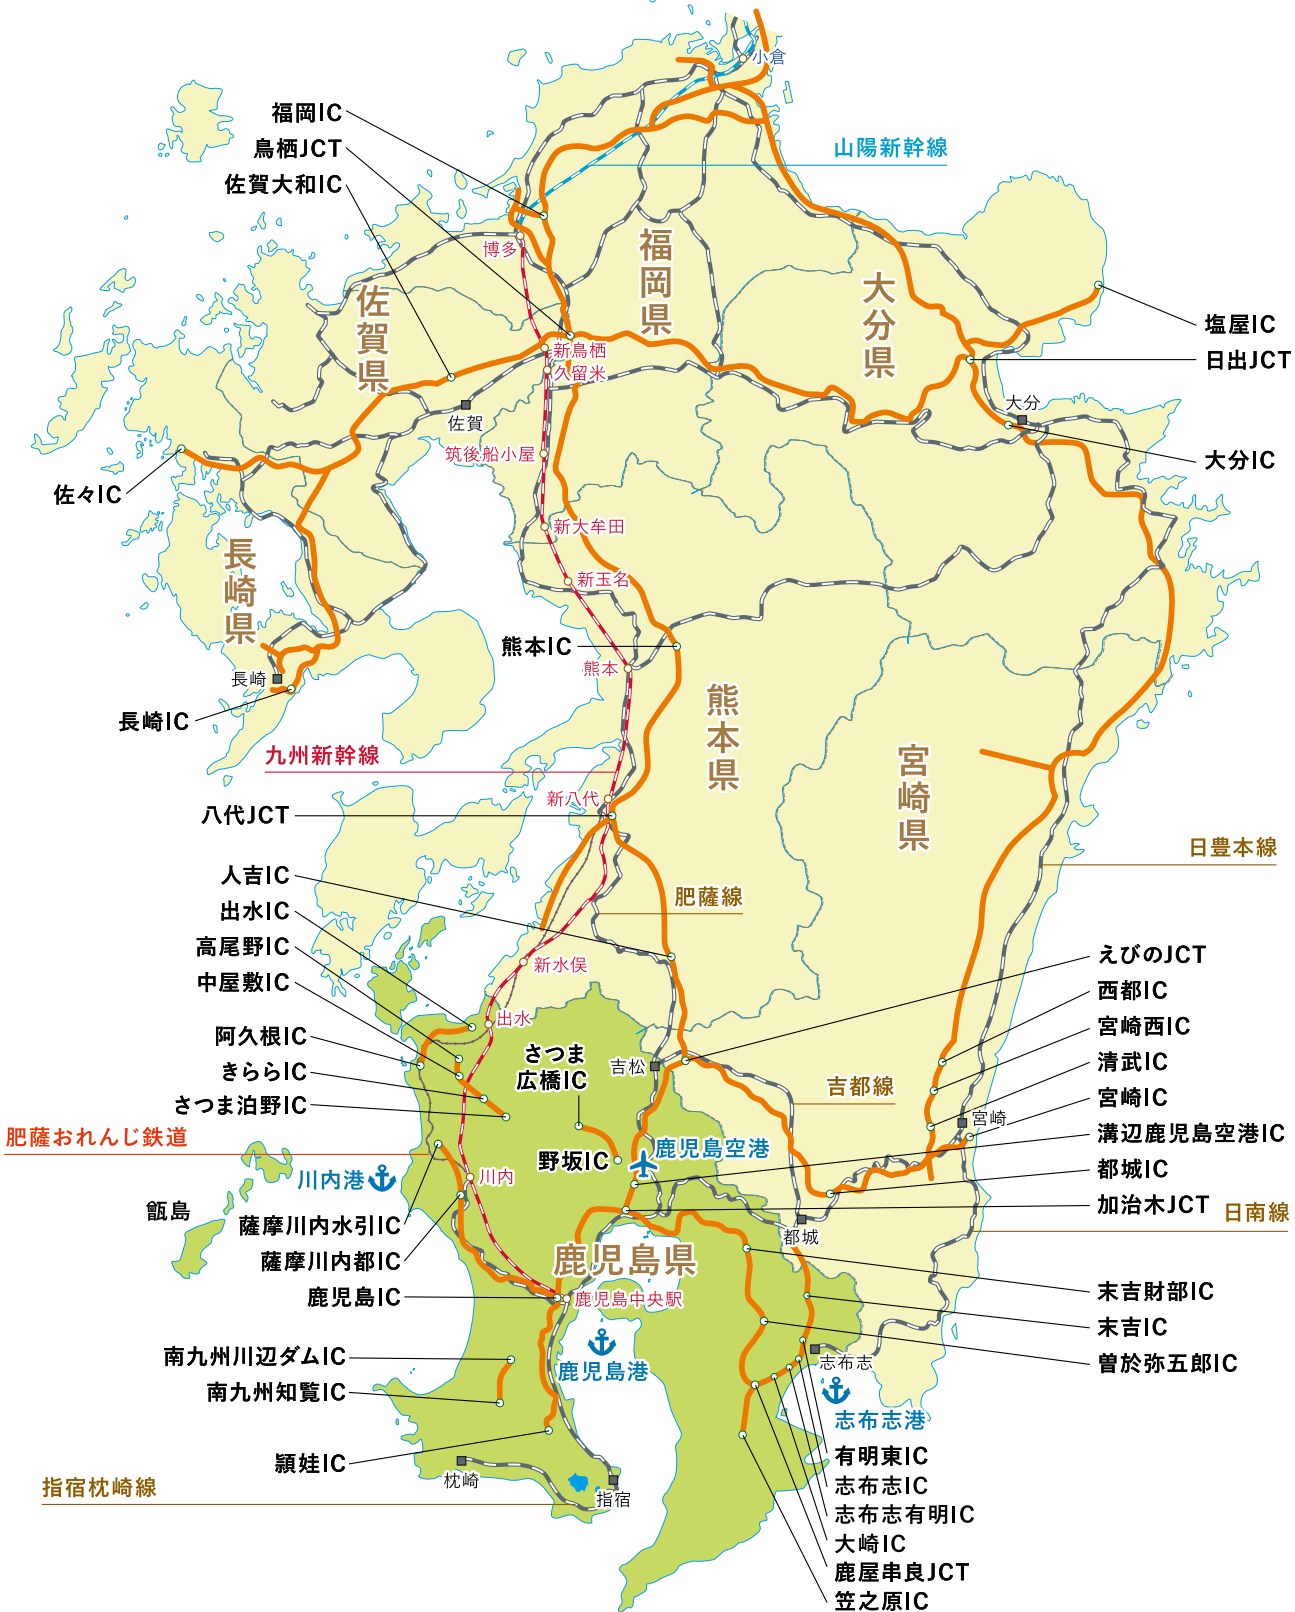 小倉
福岡IC
鳥栖JCT
佐賀大和IC
山陽新幹線
博多
福岡県
大分県
佐賀県
塩屋IC
日出JCT
新鳥栖
久留米
佐賀
大分
筑後船小屋
大分IC
佐々IC
新大牟田
長崎県
新玉名
熊本IC
熊本
長崎
長崎IC
熊本県
九州新幹線
宮崎県
新八代
八代JCT
日豊本線
人吉IC
肥薩線
出水IC
高尾野IC
中屋敷IC
新水俣
えびのJCT
西都IC
出水
宮崎西IC
阿久根IC
さつま
広橋IC
吉松
清武IC
きららIC
吉都線
宮崎IC
さつま泊野IC
宮崎
溝辺鹿児島空港IC
肥薩おれんじ鉄道
鹿児島空港
野坂IC
都城IC
川内港
川内
加治木JCT
甑島
日南線
薩摩川内水引IC
都城
薩摩川内都IC
鹿児島県
鹿児島IC
鹿児島中央駅
末吉財部IC
末吉IC
南九州川辺ダムIC
鹿児島港
志布志
曽於弥五郎IC
南九州知覧IC
志布志港
頴娃IC
有明東IC
枕崎
志布志IC
指宿枕崎線
指宿
志布志有明IC
大崎IC
鹿屋串良JCT
笠之原IC